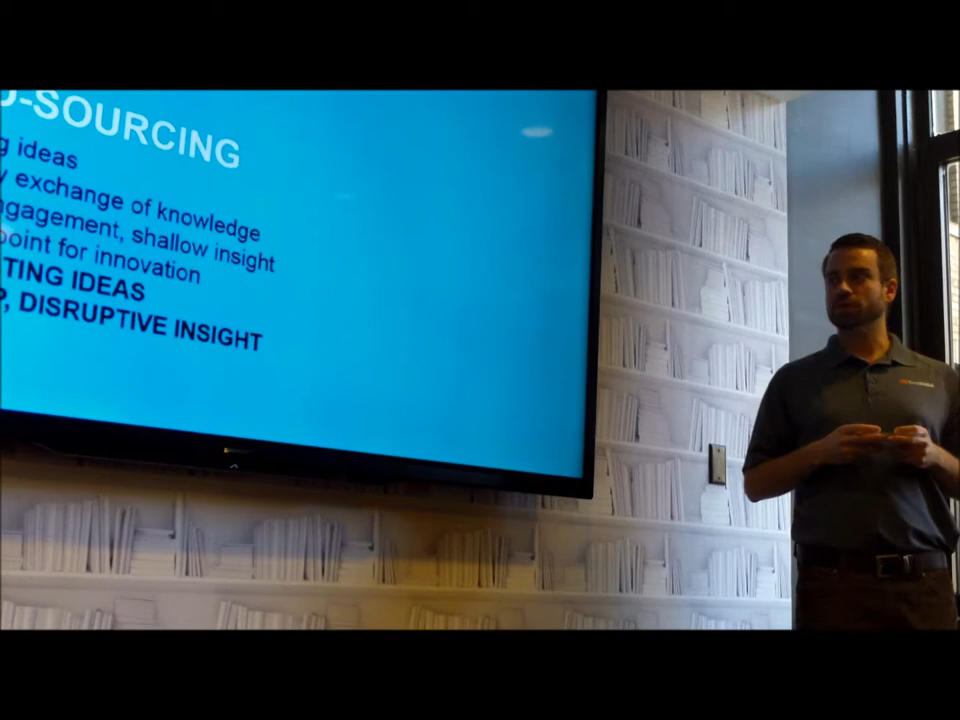 -SOURCING
g ideas
y exchange of knowledge
ngagement, shallow insight
point for innovation
TING IDEAS
P, DISRUPTIVE INSIGHT